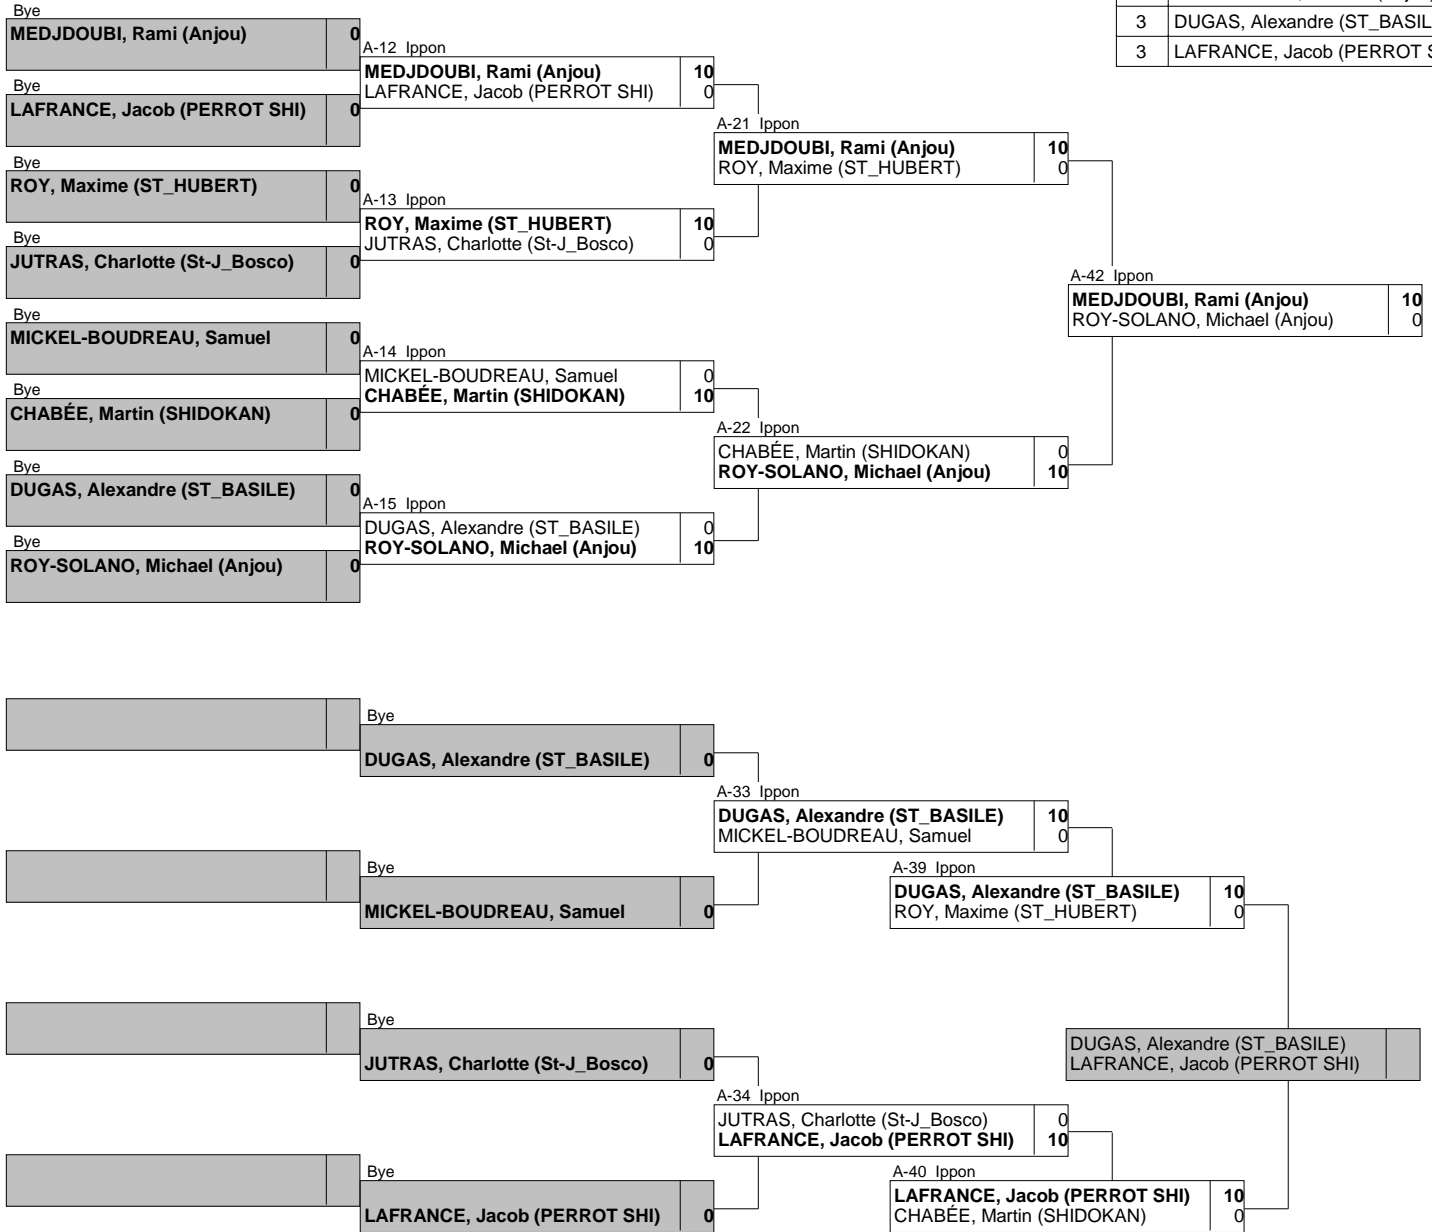 3 DUGAS, Alexandre (ST_BASIL
3 LAFRANCE, Jacob (PERROT
Bye
MEDJDOUBI, Rami (Anjou) 0
Bye
LAFRANCE, Jacob (PERROT SHI) 0
Bye
ROY, Maxime (ST_HUBERT) 0
Bye
JUTRAS, Charlotte (St-J_Bosco) 0
Bye
MICKEL-BOUDREAU, Samuel 0
Bye
CHABÉE, Martin (SHIDOKAN) 0
Bye
DUGAS, Alexandre (ST_BASILE) 0
Bye
ROY-SOLANO, Michael (Anjou) 0
A-12 Ippon
MEDJDOUBI, Rami (Anjou) 10
LAFRANCE, Jacob (PERROT SHI) 0
A-13 Ippon
ROY, Maxime (ST_HUBERT) 10
JUTRAS, Charlotte (St-J_Bosco) 0
A-14 Ippon
MICKEL-BOUDREAU, Samuel 0
CHABÉE, Martin (SHIDOKAN) 10
A-15 Ippon
DUGAS, Alexandre (ST_BASILE) 0
ROY-SOLANO, Michael (Anjou) 10
A-21 Ippon
MEDJDOUBI, Rami (Anjou) 10
ROY, Maxime (ST_HUBERT) 0
A-22 Ippon
CHABÉE, Martin (SHIDOKAN) 0
ROY-SOLANO, Michael (Anjou) 10
A-42 Ippon
MEDJDOUBI, Rami (Anjou) 10
ROY-SOLANO, Michael (Anjou) 0
Bye
DUGAS, Alexandre (ST_BASILE) 0
Bye
MICKEL-BOUDREAU, Samuel 0
Bye
JUTRAS, Charlotte (St-J_Bosco) 0
Bye
LAFRANCE, Jacob (PERROT SHI) 0
A-33 Ippon
DUGAS, Alexandre (ST_BASILE) 10
MICKEL-BOUDREAU, Samuel 0
A-34 Ippon
JUTRAS, Charlotte (St-J_Bosco) 0
LAFRANCE, Jacob (PERROT SHI) 10
A-39 Ippon
DUGAS, Alexandre (ST_BASILE) 10
ROY, Maxime (ST_HUBERT) 0
A-40 Ippon
LAFRANCE, Jacob (PERROT SHI) 10
CHABÉE, Martin (SHIDOKAN) 0
DUGAS, Alexandre (ST_BASILE)
LAFRANCE, Jacob (PERROT SHI)